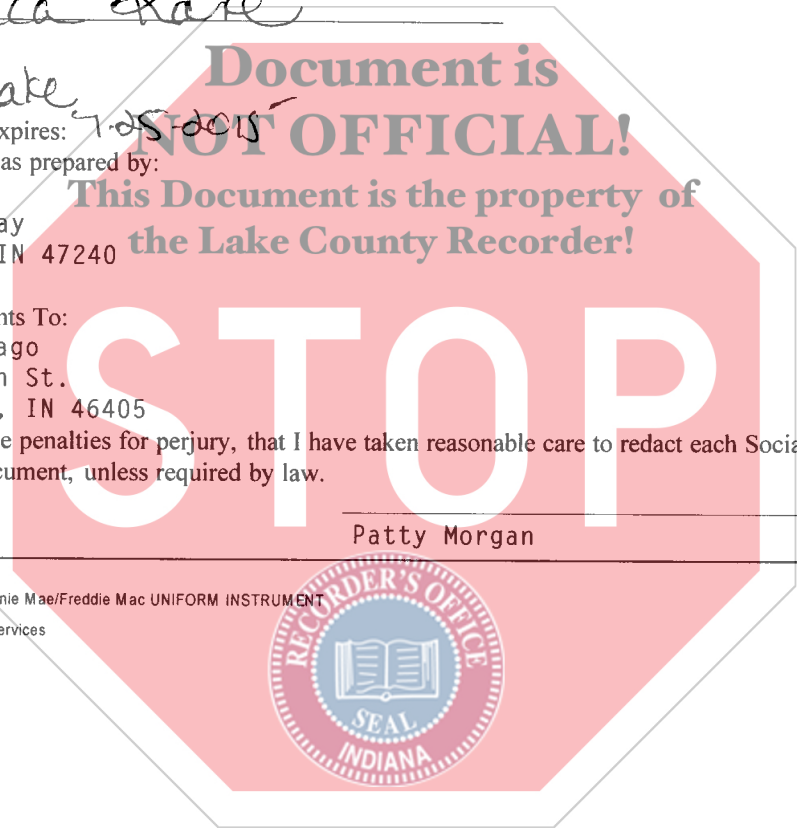 Document is
ake
xpires: 7-25-2015
NOT OFFICIAL!
as prepared by:
This Document is the property of
ay
IN 47240
the Lake County Recorder!
nts To:
ago
n St.
, IN 46405
e penalties for perjury, that I have taken reasonable care to redact each Socia
cument, unless required by law.
STOP
Patty Morgan
nie Mae/Freddie Mac UNIFORM INSTRUMENT
ervices
RECORDER'S OFFICE
SEAL
INDIANA